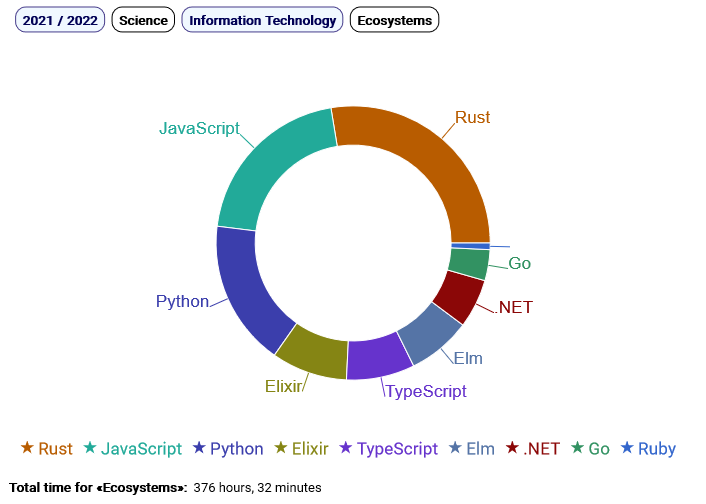 2021 / 2022 Science Information Technology Ecosystems
Rust
JavaScript
Go
Python
.NET
Elm
Elixir
TypeScript
★ Rust ★ JavaScript ★ Python ★ Elixir ★ TypeScript ★ Elm ★ .NET ★ Go ★ Ruby
Total time for «Ecosystems»: 376 hours, 32 minutes